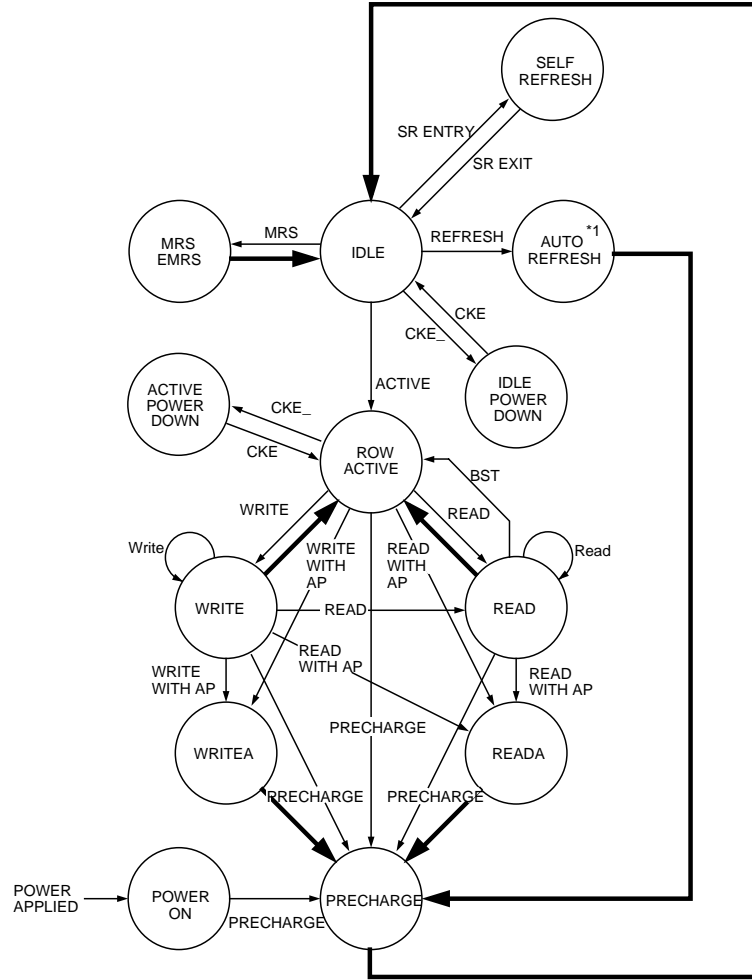 SELF
REFRESH
SR ENTRY
SR EXIT
MRS
EMRS
MRS
IDLE
REFRESH
AUTO *1
REFRESH
CKE
CKE_
IDLE
POWER
DOWN
ACTIVE
ACTIVE
POWER
DOWN
CKE_
CKE
ROW
ACTIVE
BST
WRITE
READ
WRITE
WITH AP
READ
WITH AP
Write
Read
WRITE
READ
READ
READ
WITH AP
WRITE
WITH AP
READ
WITH AP
WRITEA
PRECHARGE
READA
PRECHARGE
PRECHARGE
POWER
APPLIED
POWER
ON
PRECHARGE
PRECHARGE